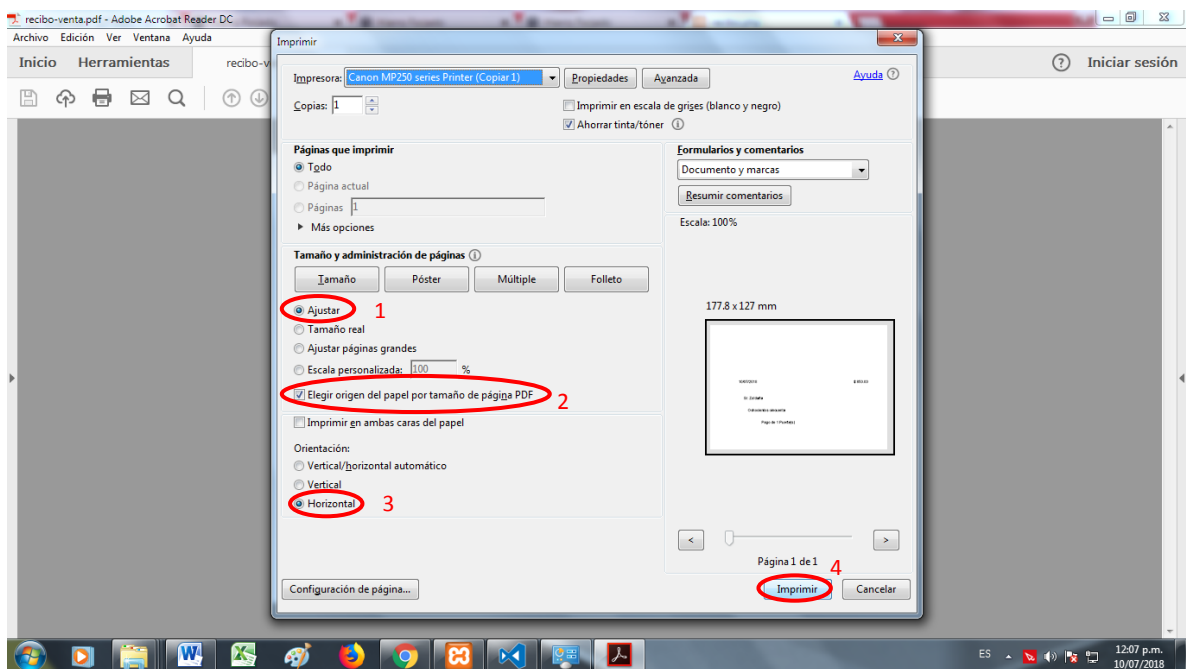 recibo-venta.pdf - Adobe Acrobat Reader DC
Archivo Edición Ver Ventana Ayuda
Inicio Herramientas recibo-v
Iniciar sesión
Imprimir
Impresora: Canon MP250 series Printer (Copiar 1) Propiedades Avanzada Ayuda
Copias: 1 Imprimir en escala de grises (blanco y negro)
Ahorrar tinta/tóner
Páginas que imprimir
Todo
Página actual
Páginas 1
Más opciones
Formularios y comentarios
Documento y marcas
Resumir comentarios
Escala: 100%
Tamaño y administración de páginas
Tamaño Póster Múltiple Folleto
Ajustar 1
Tamaño real
Ajustar páginas grandes
Escala personalizada: 100 %
Elegir origen del papel por tamaño de página PDF 2
Imprimir en ambas caras del papel
Orientación:
Vertical/horizontal automático
Vertical
Horizontal 3
177.8 x 127 mm
< >
Página 1 de 1
4
Configuración de página... Imprimir Cancelar
ES 12:07 p.m.
10/07/2018